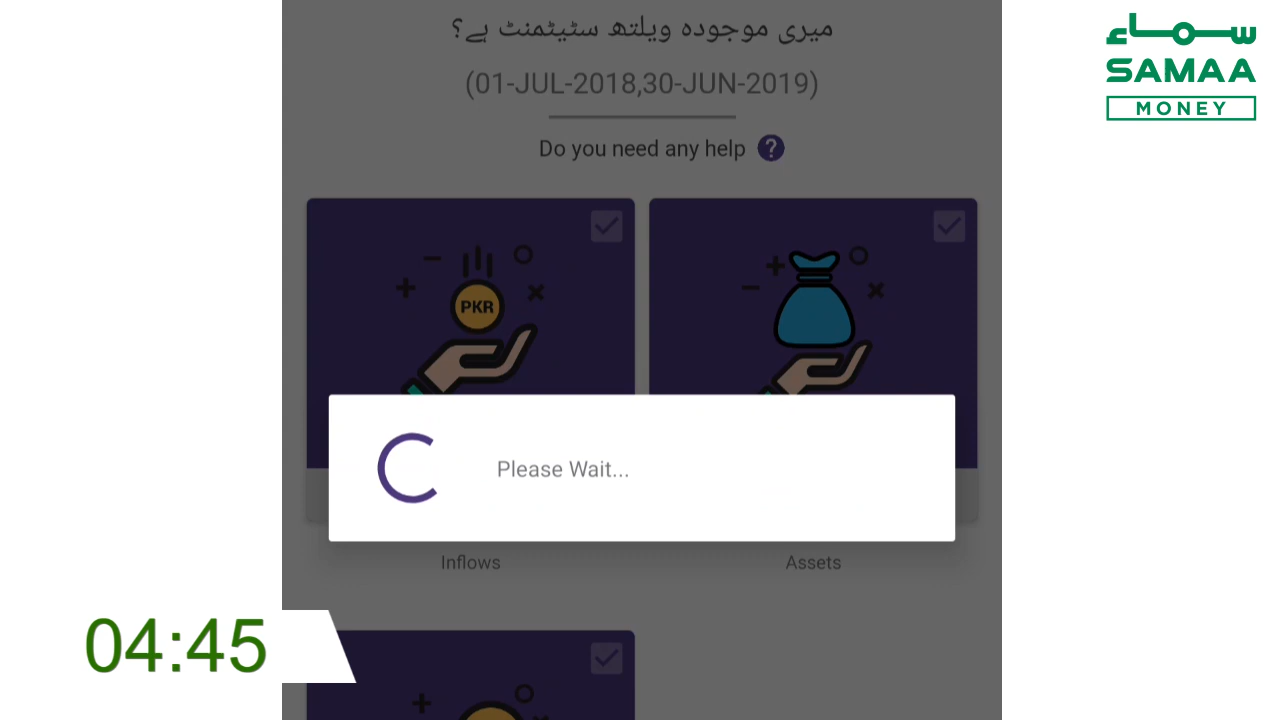 میری موجودہ ویلتھ سٹیٹمنٹ ہے؟
(01-JUL-2018,30-JUN-2019)
Do you need any help ?
سماء
SAMAA
MONEY
PKR
Please Wait...
Inflows
Assets
04:45